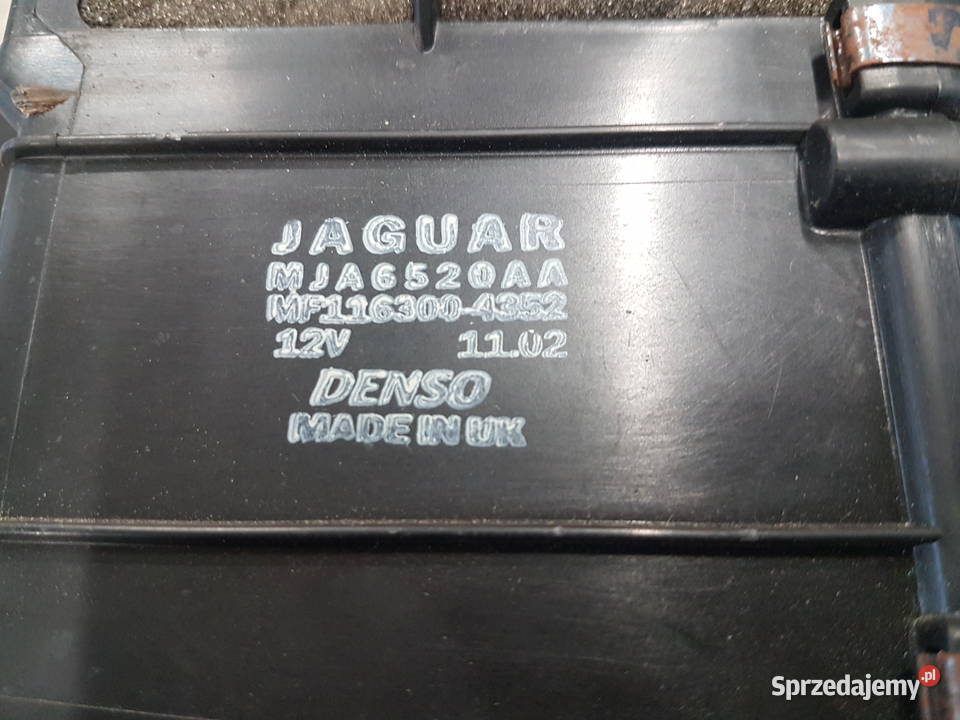 JAGUAR
MJA6520AA
MF116300-4352
12V 11.02
DENSO
MADE IN UK
Sprzedajemy.pl